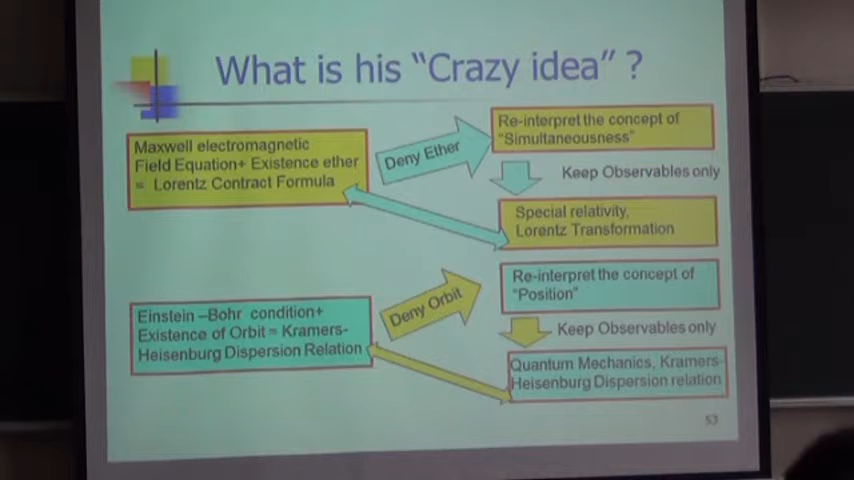 What is his “Crazy idea” ?
Maxwell electromagnetic
Field Equation+ Existence ether
= Lorentz Contract Formula
Deny Ether
Re-interpret the concept of
“Simultaneousness”
Keep Observables only
Special relativity,
Lorentz Transformation
Einstein –Bohr condition+
Existence of Orbit = Kramers-
Heisenburg Dispersion Relation
Deny Orbit
Re-interpret the concept of
“Position”
Keep Observables only
Quantum Mechanics, Kramers-
Heisenburg Dispersion relation
53